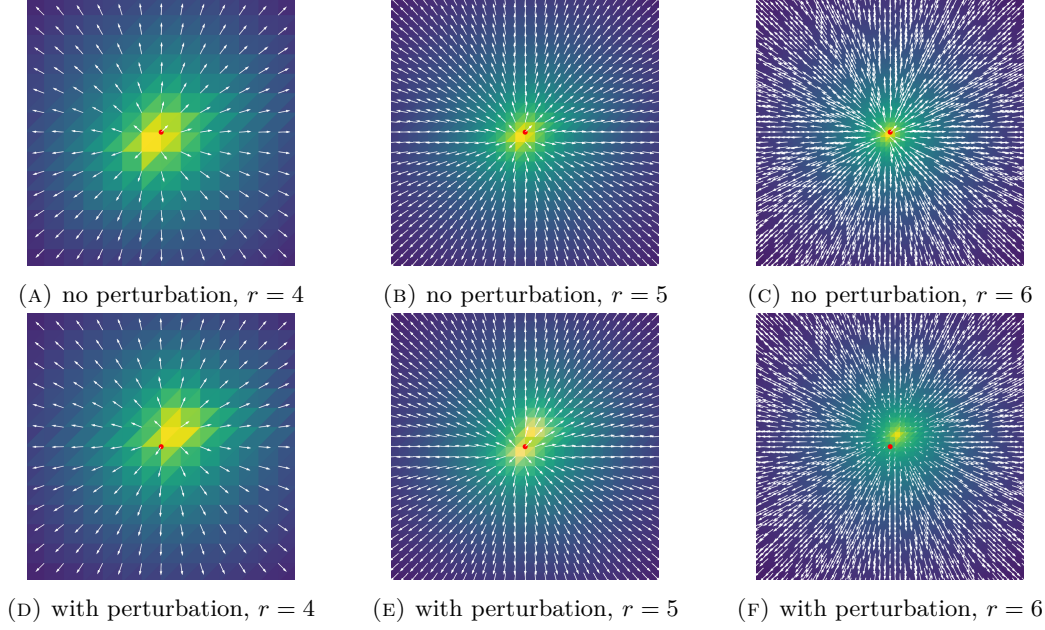 (A) no perturbation, r = 4
(B) no perturbation, r = 5
(C) no perturbation, r = 6
(D) with perturbation, r = 4
(E) with perturbation, r = 5
(F) with perturbation, r = 6